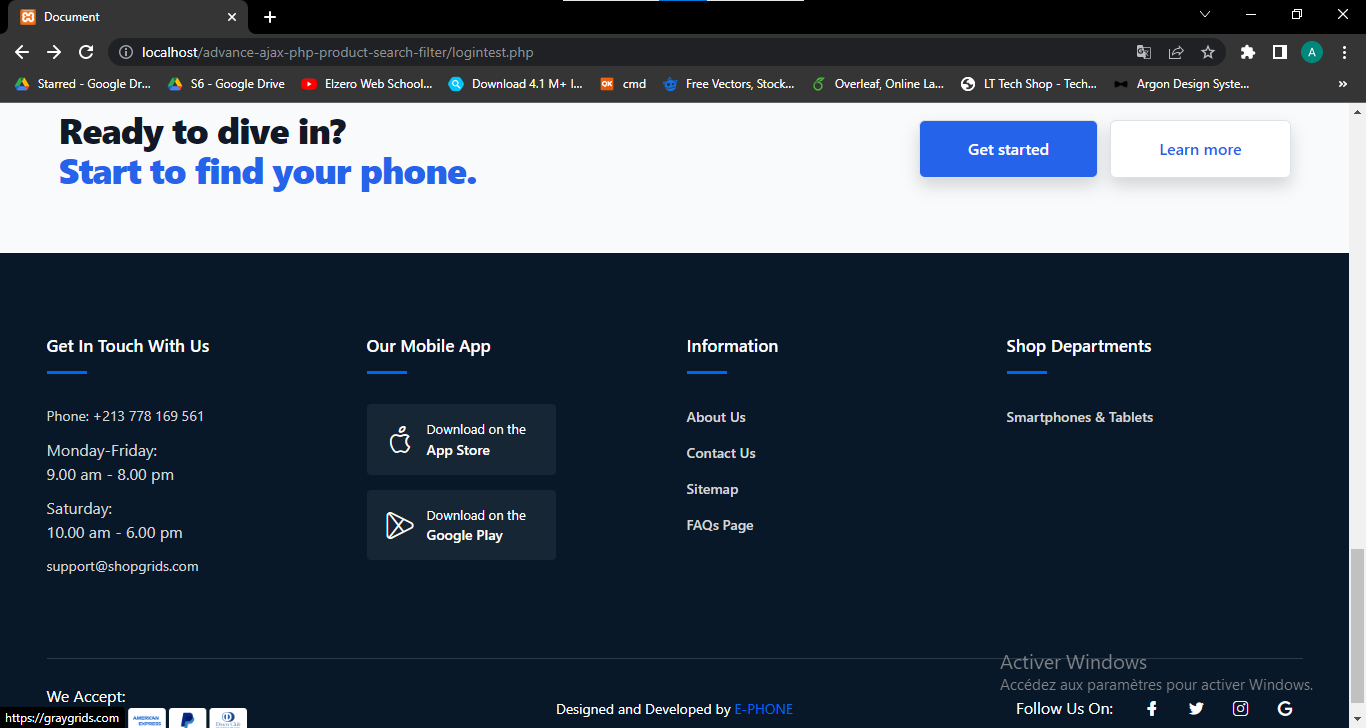 Document
localhost/advance-ajax-php-product-search-filter/logintest.php
A
Starred - Google Dr...
S6 - Google Drive
Elzero Web School...
Download 4.1 M+ I...
cmd
Free Vectors, Stock...
Overleaf, Online La...
LT Tech Shop - Tech...
Argon Design Syste...
»
Ready to dive in?
Start to find your phone.
Get started
Learn more
Get In Touch With Us
Phone: +213 778 169 561
Monday-Friday:
9.00 am - 8.00 pm
Saturday:
10.00 am - 6.00 pm
support@shopgrids.com
Our Mobile App
Download on the
App Store
Download on the
Google Play
Information
About Us
Contact Us
Sitemap
FAQs Page
Shop Departments
Smartphones & Tablets
Activer Windows
Accédez aux paramètres pour activer Windows.
We Accept:
AMERICAN
EXPRESS
Designed and Developed by E-PHONE
Follow Us On:
https://graygrids.com